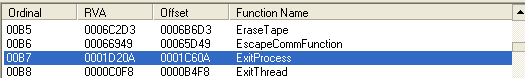 Ordinal RVA Offset Function Name
00B5 0006C2D3 0006B6D3 EraseTape
00B6 00066949 00065D49 EscapeCommFunction
00B7 0001D20A 0001C60A ExitProcess
00B8 0000C0F8 0000B4F8 ExitThread